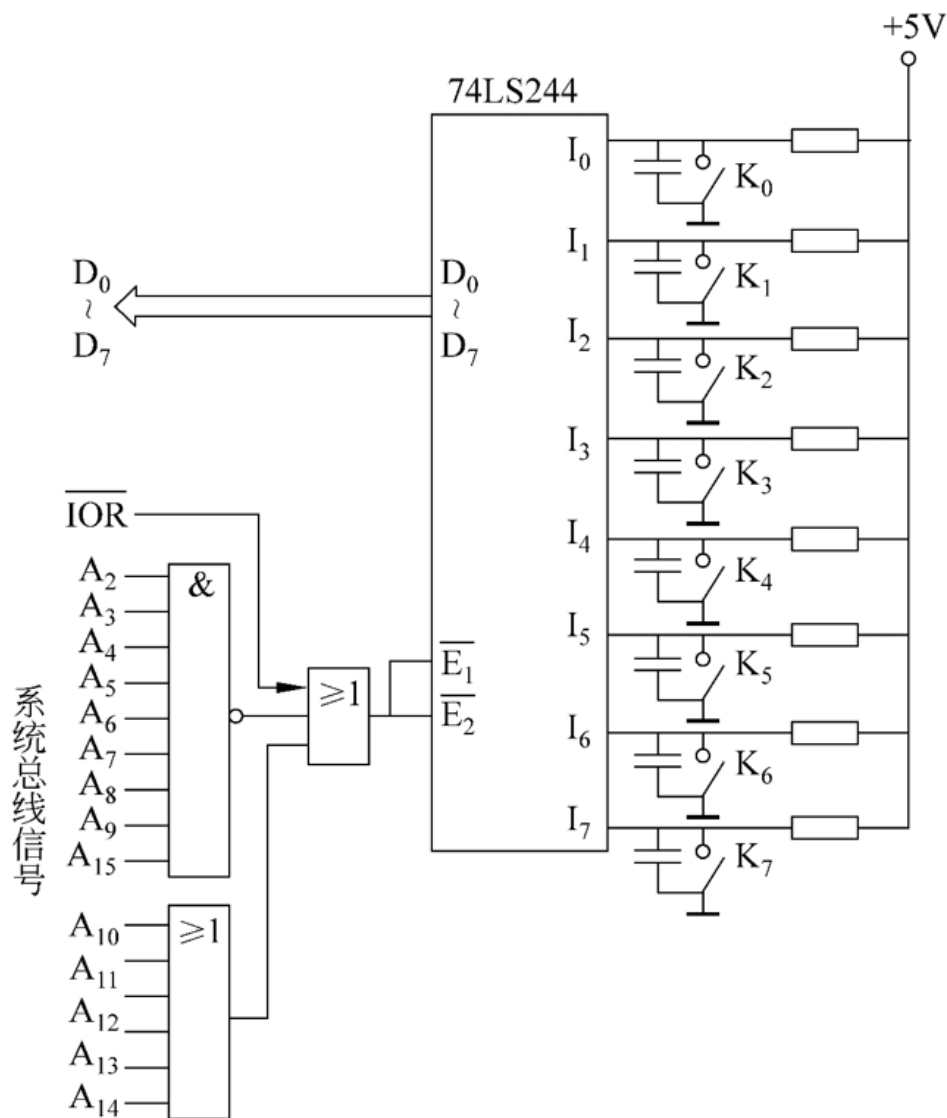 +5V
74LS244
I₀
K₀
I₁
K₁
D₀
~
D₇
D₀
~
D₇
I₂
K₂
I₃
K₃
I₄
K₄
I₅
K₅
I₆
K₆
I₇
K₇
IOR
A₂
&
A₃
A₄
A₅
A₆
A₇
A₈
A₉
A₁₅
≥1
E₁
E₂
A₁₀
≥1
A₁₁
A₁₂
A₁₃
A₁₄
系统总线信号